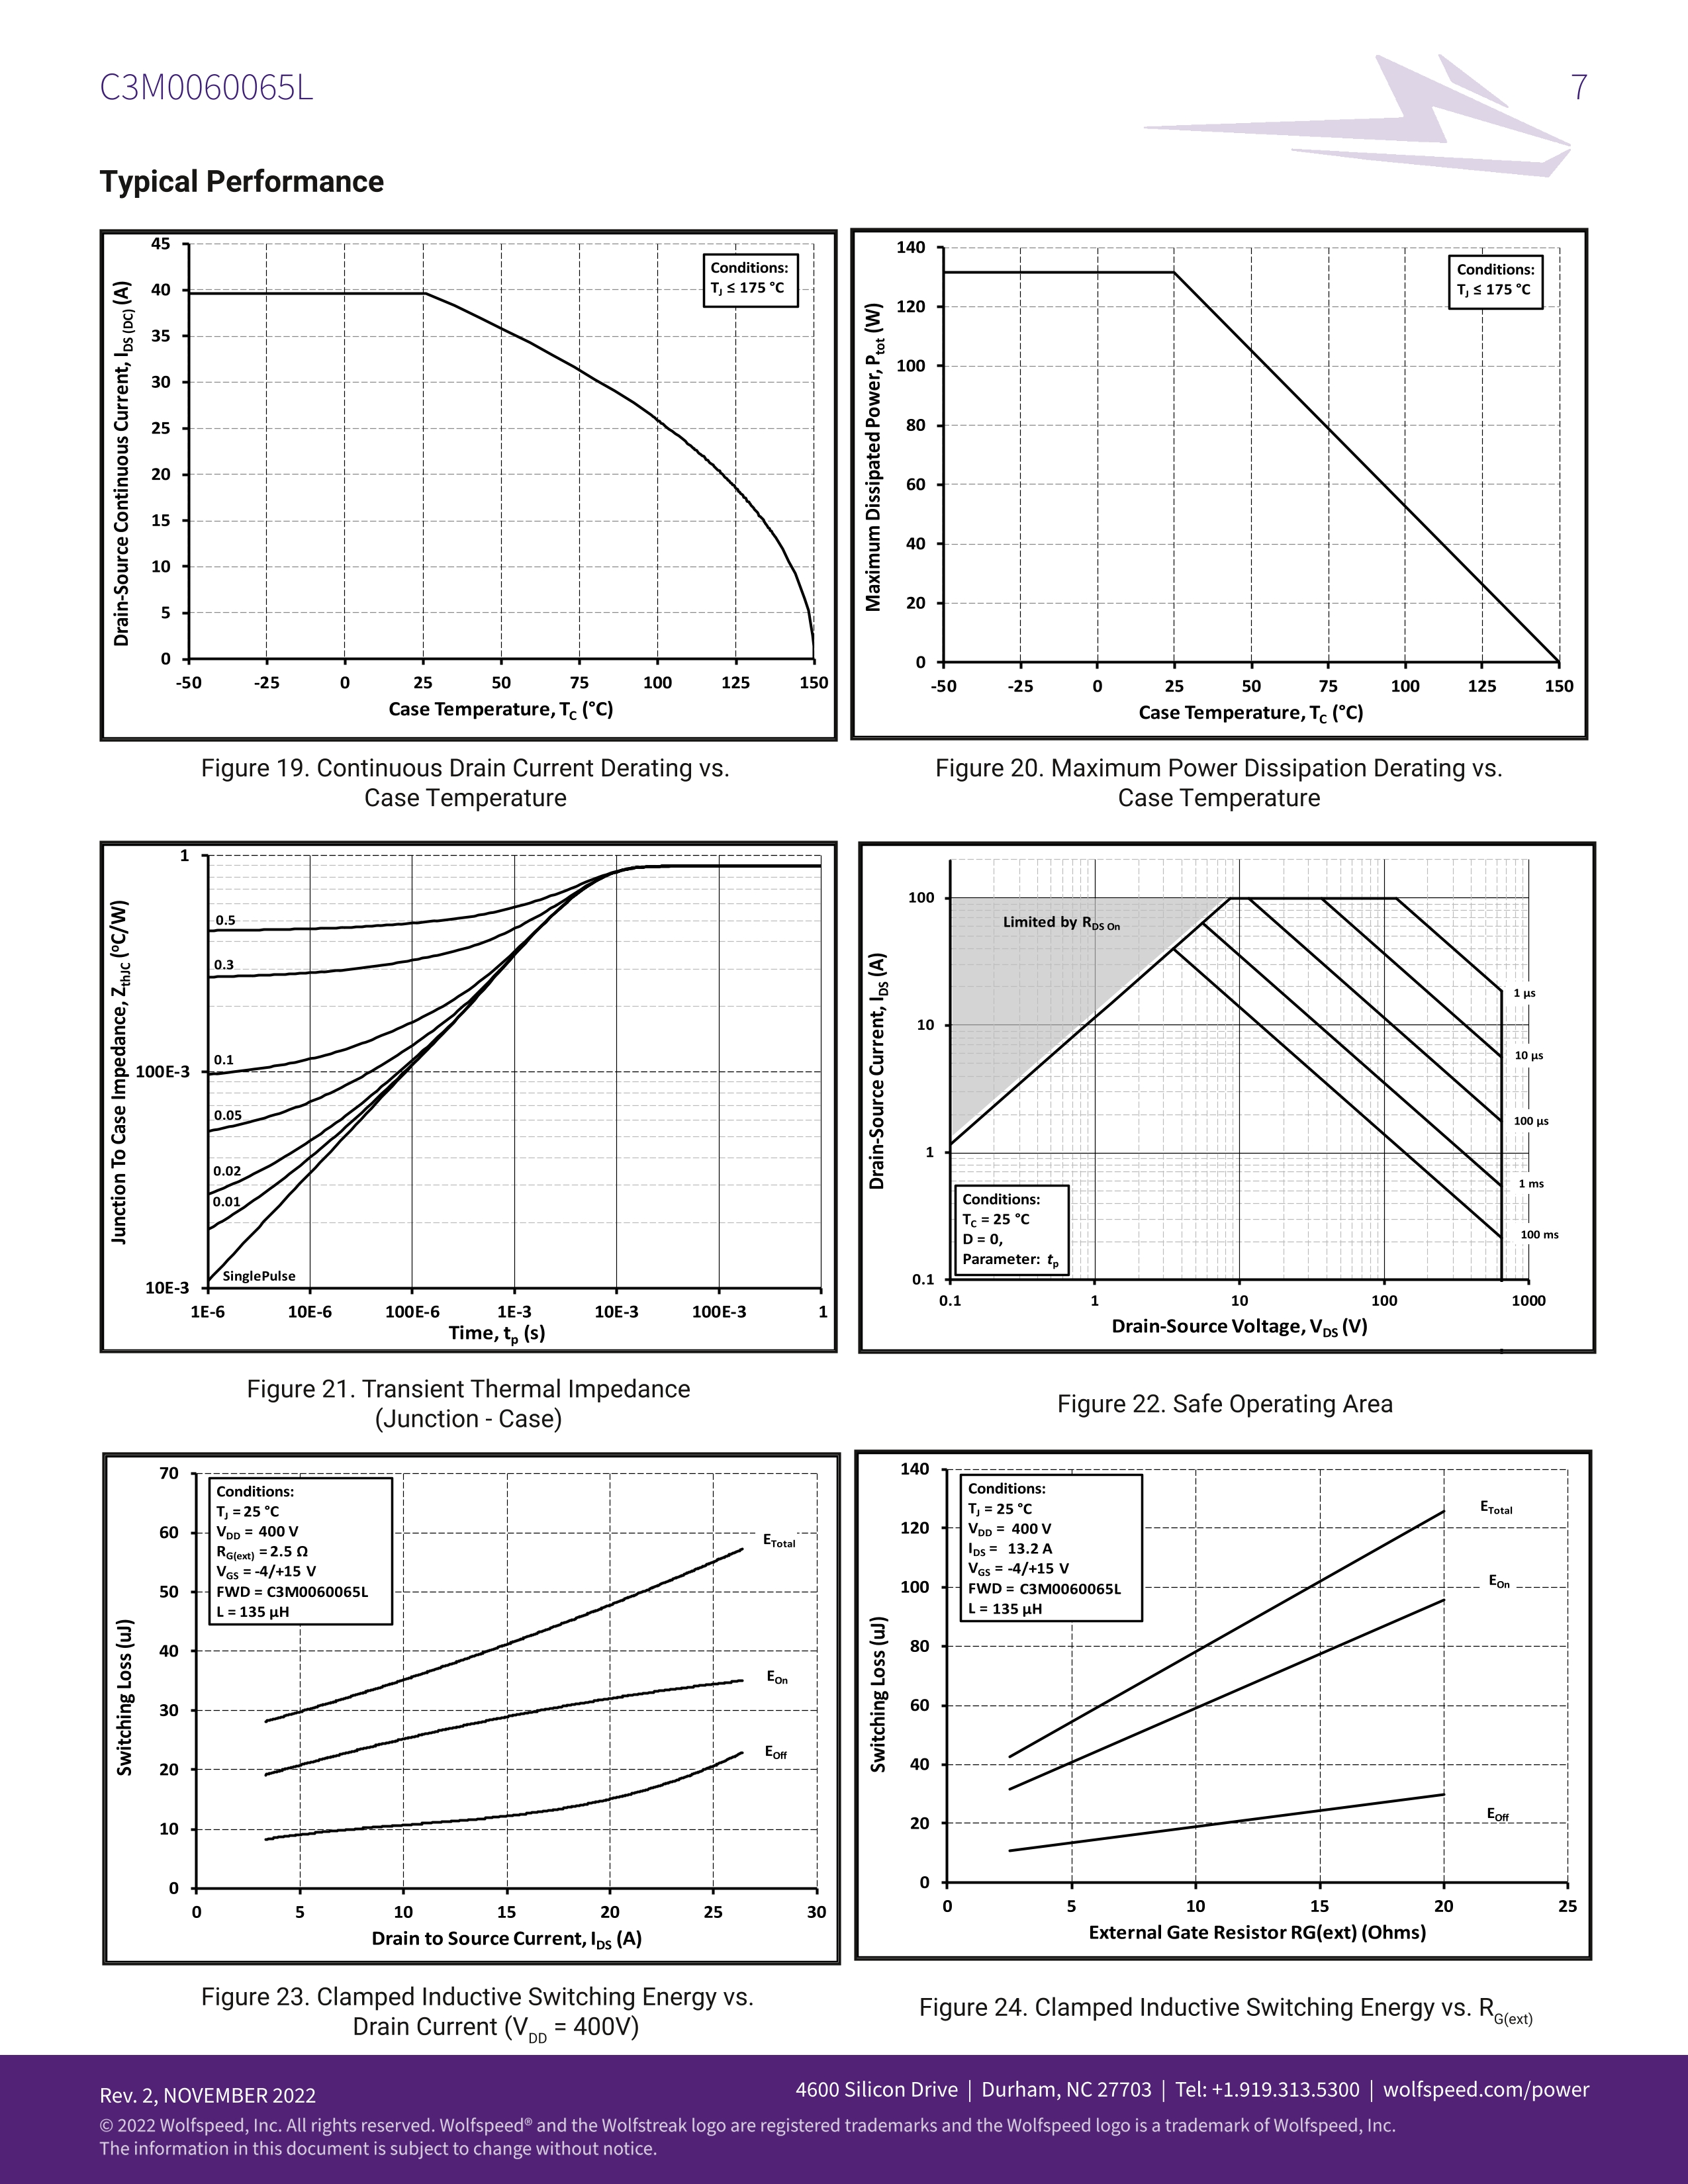 C3M0060065L
7
Typical Performance
45
40
35
30
25
20
15
10
5
0
-50 -25 0 25 50 75 100 125 150
Drain-Source Continuous Current, IDS (DC) (A)
Case Temperature, TC (°C)
Conditions:
TJ ≤ 175 °C
Figure 19. Continuous Drain Current Derating vs.
Case Temperature
140
120
100
80
60
40
20
0
-50 -25 0 25 50 75 100 125 150
Maximum Dissipated Power, Ptot (W)
Case Temperature, TC (°C)
Conditions:
TJ ≤ 175 °C
Figure 20. Maximum Power Dissipation Derating vs.
Case Temperature
1
100E-3
10E-3
1E-6 10E-6 100E-6 1E-3 10E-3 100E-3 1
Junction To Case Impedance, ZthJC (°C/W)
Time, tp (s)
0.5
0.3
0.1
0.05
0.02
0.01
SinglePulse
Figure 21. Transient Thermal Impedance
(Junction - Case)
100
10
1
0.1
0.1 1 10 100 1000
Drain-Source Current, IDS (A)
Drain-Source Voltage, VDS (V)
Limited by RDS On
1 µs
10 µs
100 µs
1 ms
100 ms
Conditions:
TC = 25 °C
D = 0,
Parameter: tp
Figure 22. Safe Operating Area
70
60
50
40
30
20
10
0
0 5 10 15 20 25 30
Switching Loss (uJ)
Drain to Source Current, IDS (A)
Conditions:
TJ = 25 °C
VDD = 400 V
RG(ext) = 2.5 Ω
VGS = -4/+15 V
FWD = C3M0060065L
L = 135 µH
ETotal
EOn
EOff
Figure 23. Clamped Inductive Switching Energy vs.
Drain Current (VDD = 400V)
140
120
100
80
60
40
20
0
0 5 10 15 20 25
Switching Loss (uJ)
External Gate Resistor RG(ext) (Ohms)
Conditions:
TJ = 25 °C
VDD = 400 V
IDS = 13.2 A
VGS = -4/+15 V
FWD = C3M0060065L
L = 135 µH
ETotal
EOn
EOff
Figure 24. Clamped Inductive Switching Energy vs. RG(ext)
Rev. 2, NOVEMBER 2022
4600 Silicon Drive | Durham, NC 27703 | Tel: +1.919.313.5300 | wolfspeed.com/power
© 2022 Wolfspeed, Inc. All rights reserved. Wolfspeed® and the Wolfstreak logo are registered trademarks and the Wolfspeed logo is a trademark of Wolfspeed, Inc.
The information in this document is subject to change without notice.